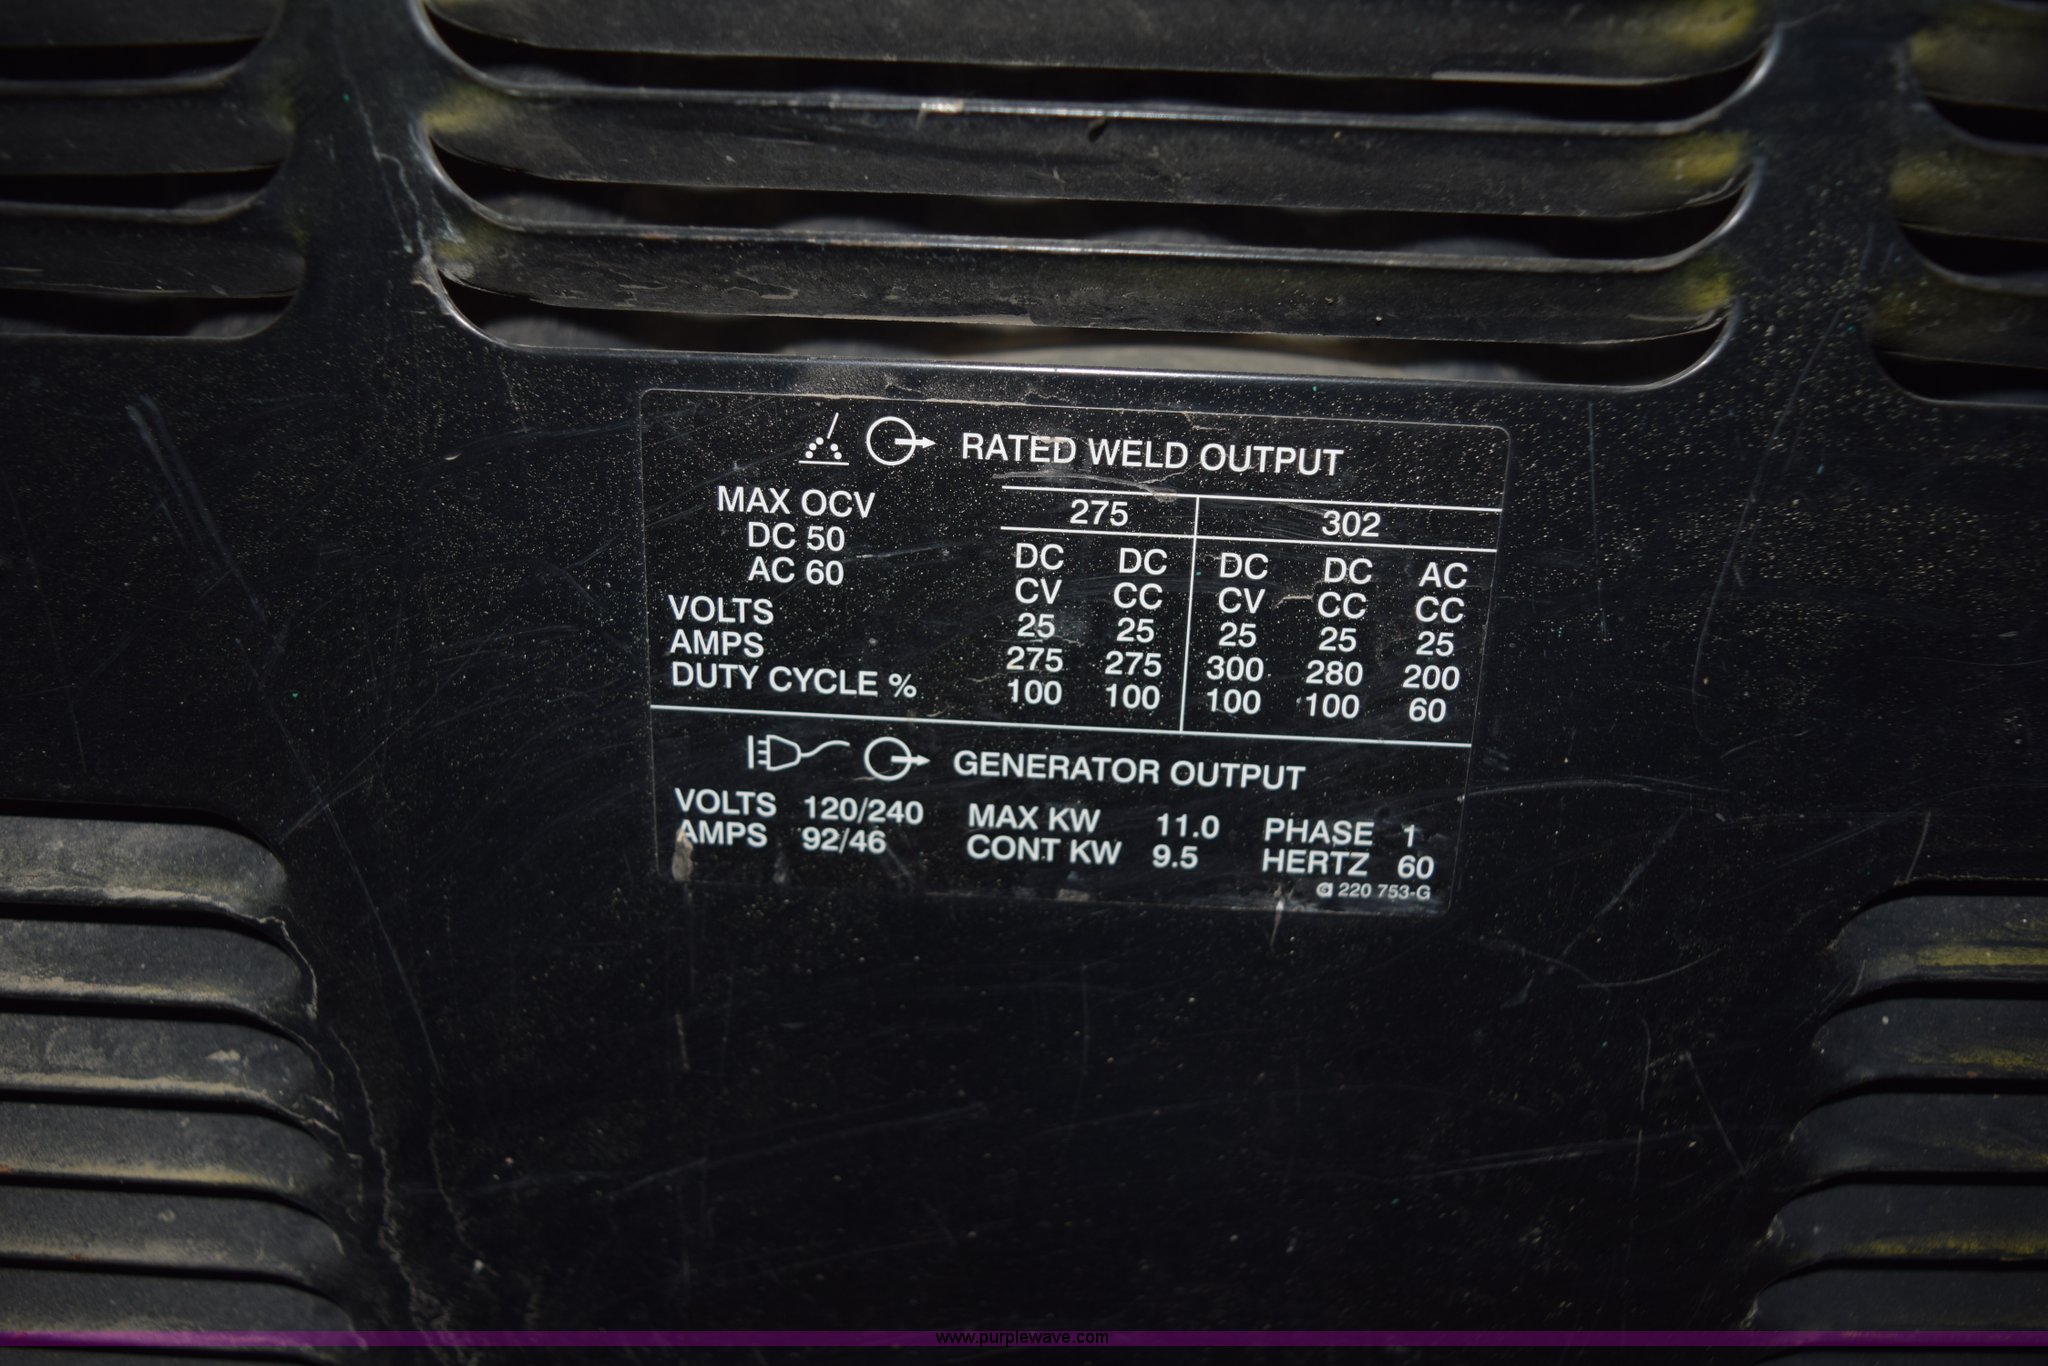 RATED WELD OUTPUT
MAX OCV 275 302
DC 50 DC DC DC DC AC
AC 60 CV CC CV CC CC
VOLTS 25 25 25 25 25
AMPS 275 275 300 280 200
DUTY CYCLE % 100 100 100 100 60
GENERATOR OUTPUT
VOLTS 120/240 MAX KW 11.0 PHASE 1
AMPS 92/46 CONT KW 9.5 HERTZ 60
220 753-G
www.purplewave.com